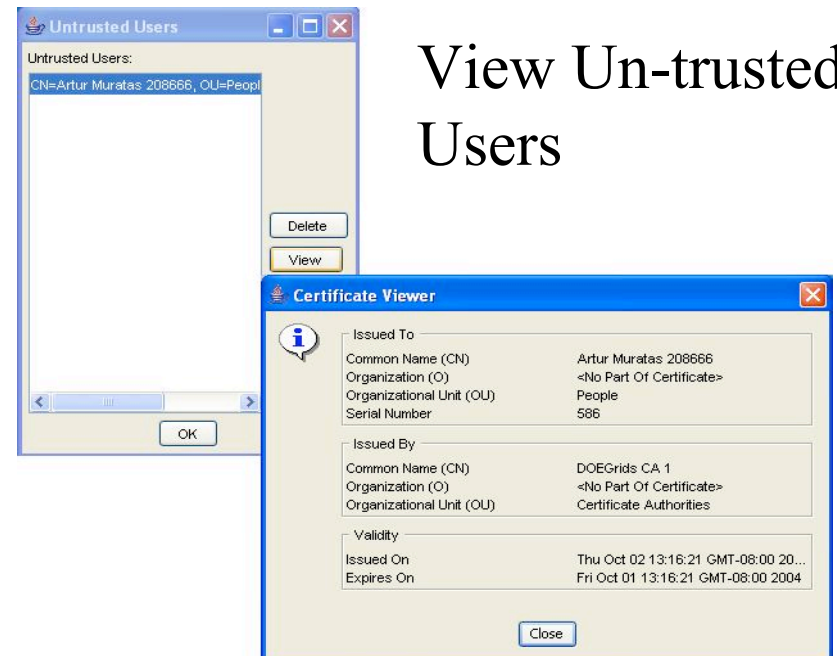 Untrusted Users
Untrusted Users:
CN=Artur Muratas 208666, OU=Peopl
Delete
View
OK
View Un-trusted
Users
Certificate Viewer
Issued To
Common Name (CN) Artur Muratas 208666
Organization (O) <No Part Of Certificate>
Organizational Unit (OU) People
Serial Number 586
Issued By
Common Name (CN) DOEGrids CA 1
Organization (O) <No Part Of Certificate>
Organizational Unit (OU) Certificate Authorities
Validity
Issued On Thu Oct 02 13:16:21 GMT-08:00 20...
Expires On Fri Oct 01 13:16:21 GMT-08:00 2004
Close